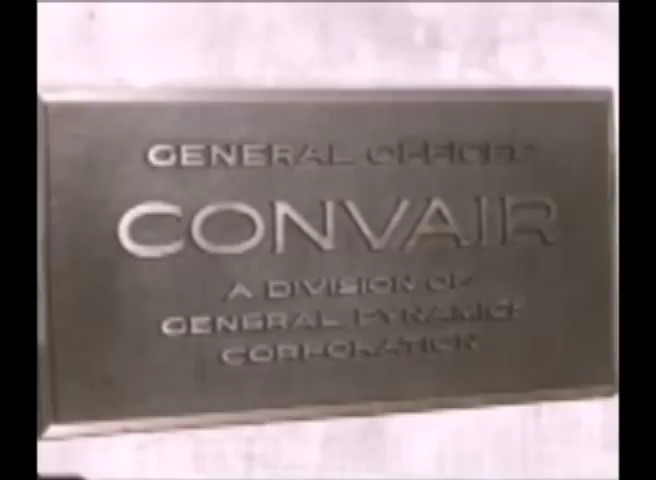 GENERAL OFFICES
CONVAIR
A DIVISION OF
GENERAL DYNAMICS
CORPORATION